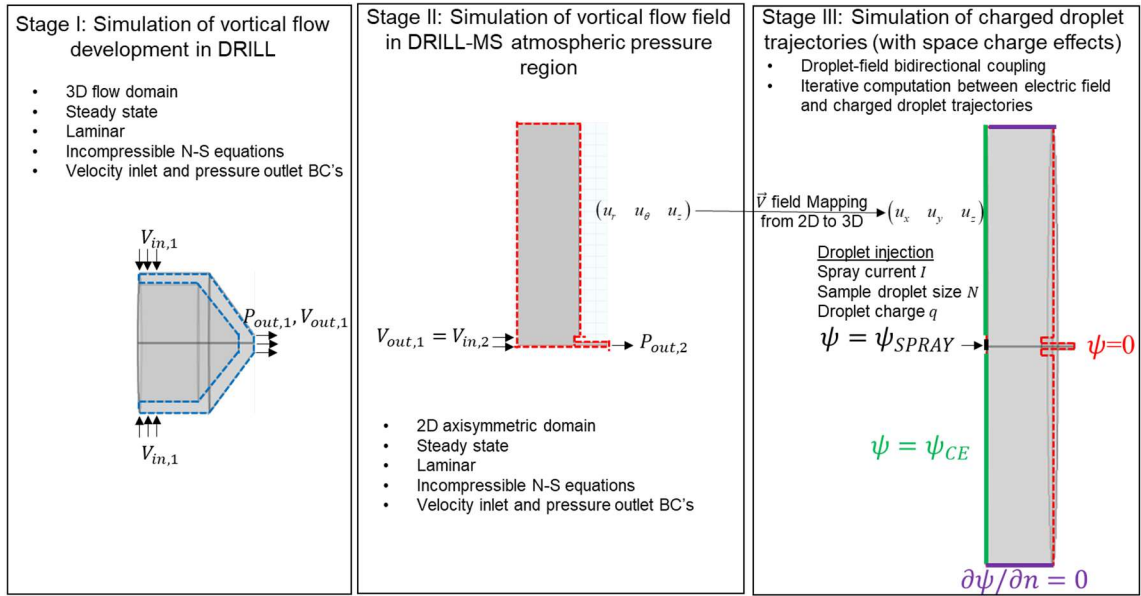 Stage I: Simulation of vortical flow
development in DRILL
• 3D flow domain
• Steady state
• Laminar
• Incompressible N-S equations
• Velocity inlet and pressure outlet BC's
V_{in,1}
P_{out,1}, V_{out,1}
V_{in,1}
Stage II: Simulation of vortical flow field
in DRILL-MS atmospheric pressure
region
(u_r u_θ u_z)
V_{out,1} = V_{in,2}
P_{out,2}
• 2D axisymmetric domain
• Steady state
• Laminar
• Incompressible N-S equations
• Velocity inlet and pressure outlet BC's
Stage III: Simulation of charged droplet
trajectories (with space charge effects)
• Droplet-field bidirectional coupling
• Iterative computation between electric field
and charged droplet trajectories
V⃗ field Mapping
from 2D to 3D
(u_x u_y u_z)
Droplet injection
Spray current I
Sample droplet size N
Droplet charge q
ψ = ψ_{SPRAY}
ψ=0
ψ = ψ_{CE}
∂ψ/∂n = 0